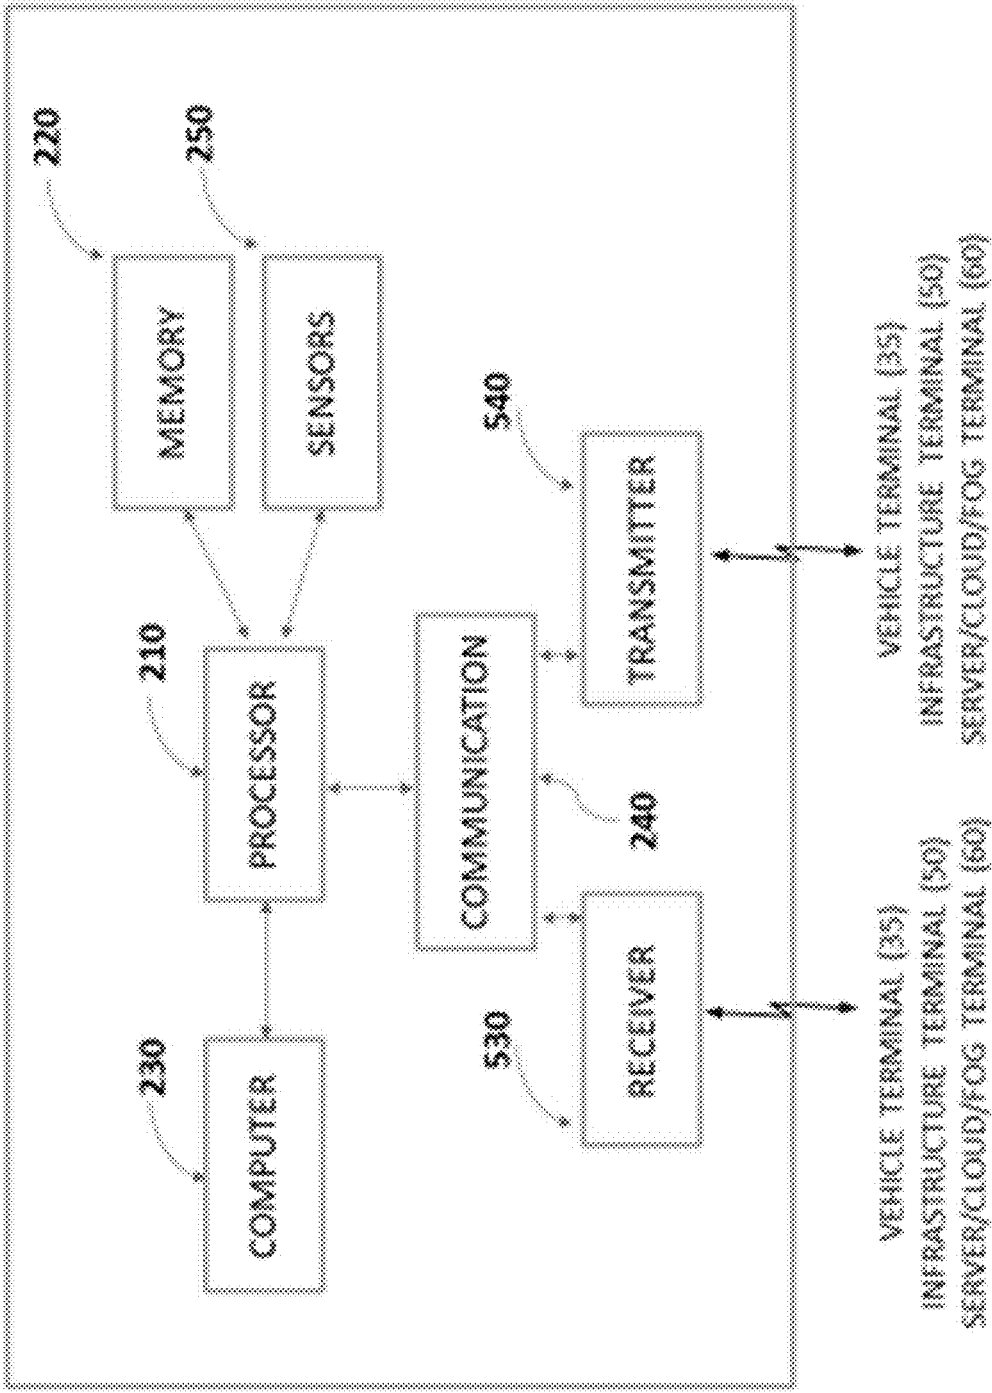 220
MEMORY
250
SENSORS
210
PROCESSOR
230
COMPUTER
COMMUNICATION
240
530
RECEIVER
540
TRANSMITTER
VEHICLE TERMINAL (35)
INFRASTRUCTURE TERMINAL (50)
SERVER/CLOUD/FOG TERMINAL (60)
VEHICLE TERMINAL (35)
INFRASTRUCTURE TERMINAL (50)
SERVER/CLOUD/FOG TERMINAL (60)